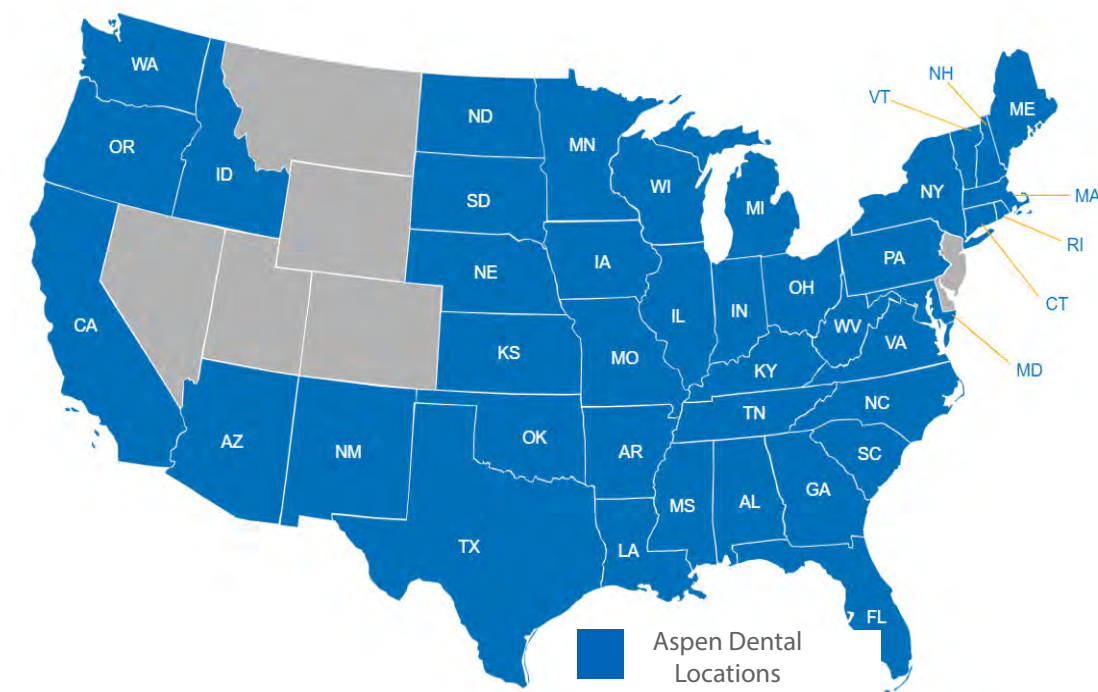 WA
NH
VT
ME
ND
MN
OR
ID
WI
NY
SD
MI
MA
RI
IA
PA
NE
OH
CT
IL
IN
CA
WV
VA
KS
MO
KY
MD
NC
TN
AZ
NM
OK
AR
SC
MS
AL
GA
TX
LA
FL
Aspen Dental
Locations